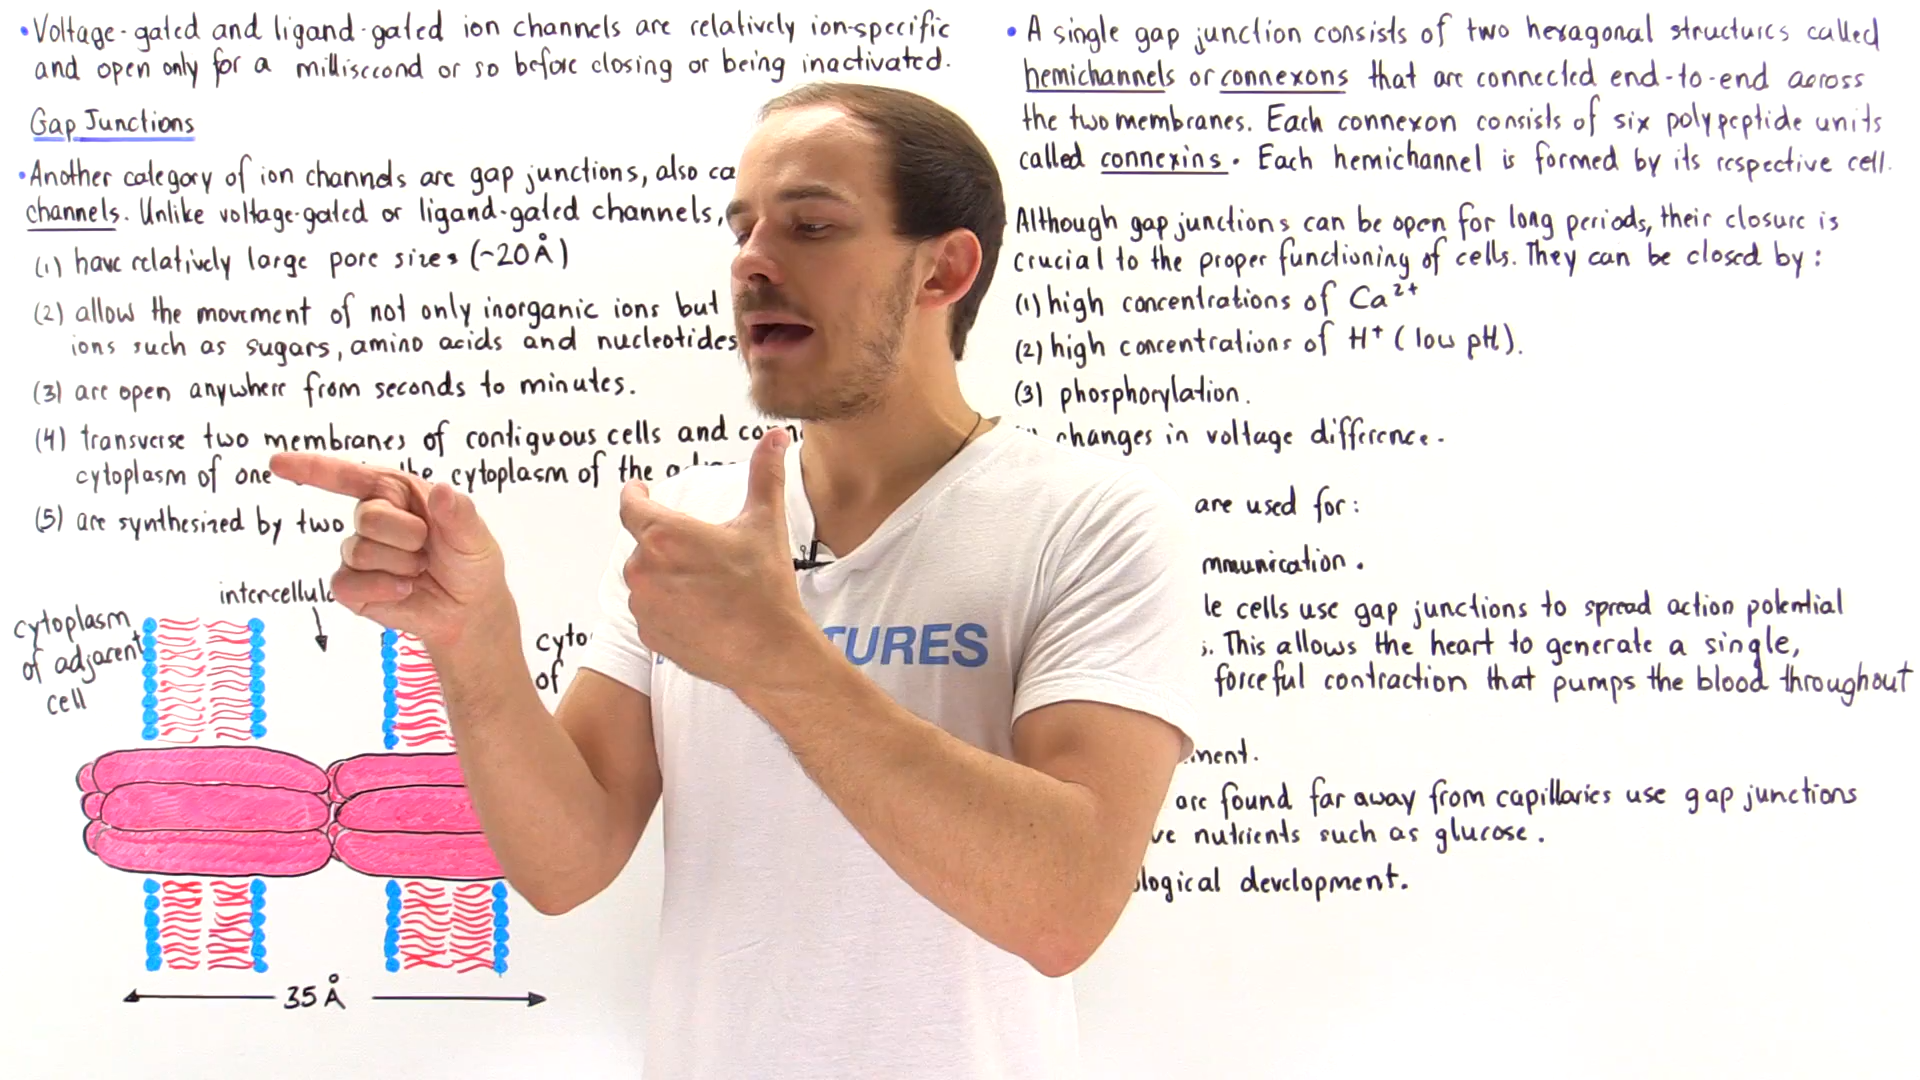 • Voltage-gated and ligand-gated ion channels are relatively ion-specific
and open only for a millisecond or so before closing or being inactivated.
Gap Junctions
• Another category of ion channels are gap junctions, also ca
channels. Unlike voltage-gated or ligand-gated channels,
(1) have relatively large pore sizes (~20Å)
(2) allow the movement of not only inorganic ions but
ions such as sugars, amino acids and nucleotides
(3) are open anywhere from seconds to minutes.
(4) transverse two membranes of contiguous cells and conn
cytoplasm of one the cytoplasm of the
(5) are synthesized by two
intercellula
cytoplasm
of adjacent
cell
cyto
of
35 Å
• A single gap junction consists of two hexagonal structures called
hemichannels or connexons that are connected end-to-end across
the two membranes. Each connexon consists of six polypeptide units
called connexins. Each hemichannel is formed by its respective cell.
Although gap junctions can be open for long periods, their closure is
crucial to the proper functioning of cells. They can be closed by:
(1) high concentrations of Ca²⁺
(2) high concentrations of H⁺ (low pH).
(3) phosphorylation.
changes in voltage difference.
are used for:
mmunication.
le cells use gap junctions to spread action potential
s. This allows the heart to generate a single,
forceful contraction that pumps the blood throughout
ment.
are found far away from capillaries use gap junctions
ve nutrients such as glucose.
logical development.
TURES